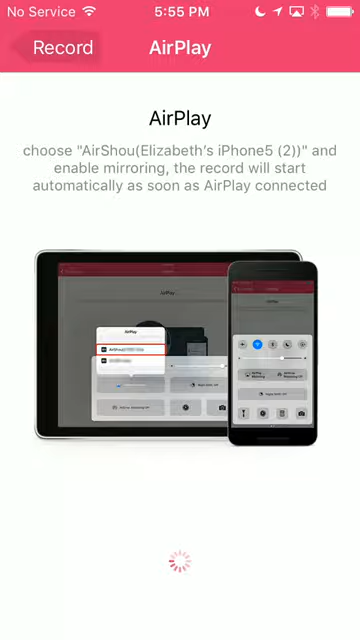 No Service 5:55 PM
Record AirPlay
AirPlay
choose "AirShou(Elizabeth's iPhone5 (2))" and
enable mirroring, the record will start
automatically as soon as AirPlay connected
AirPlay